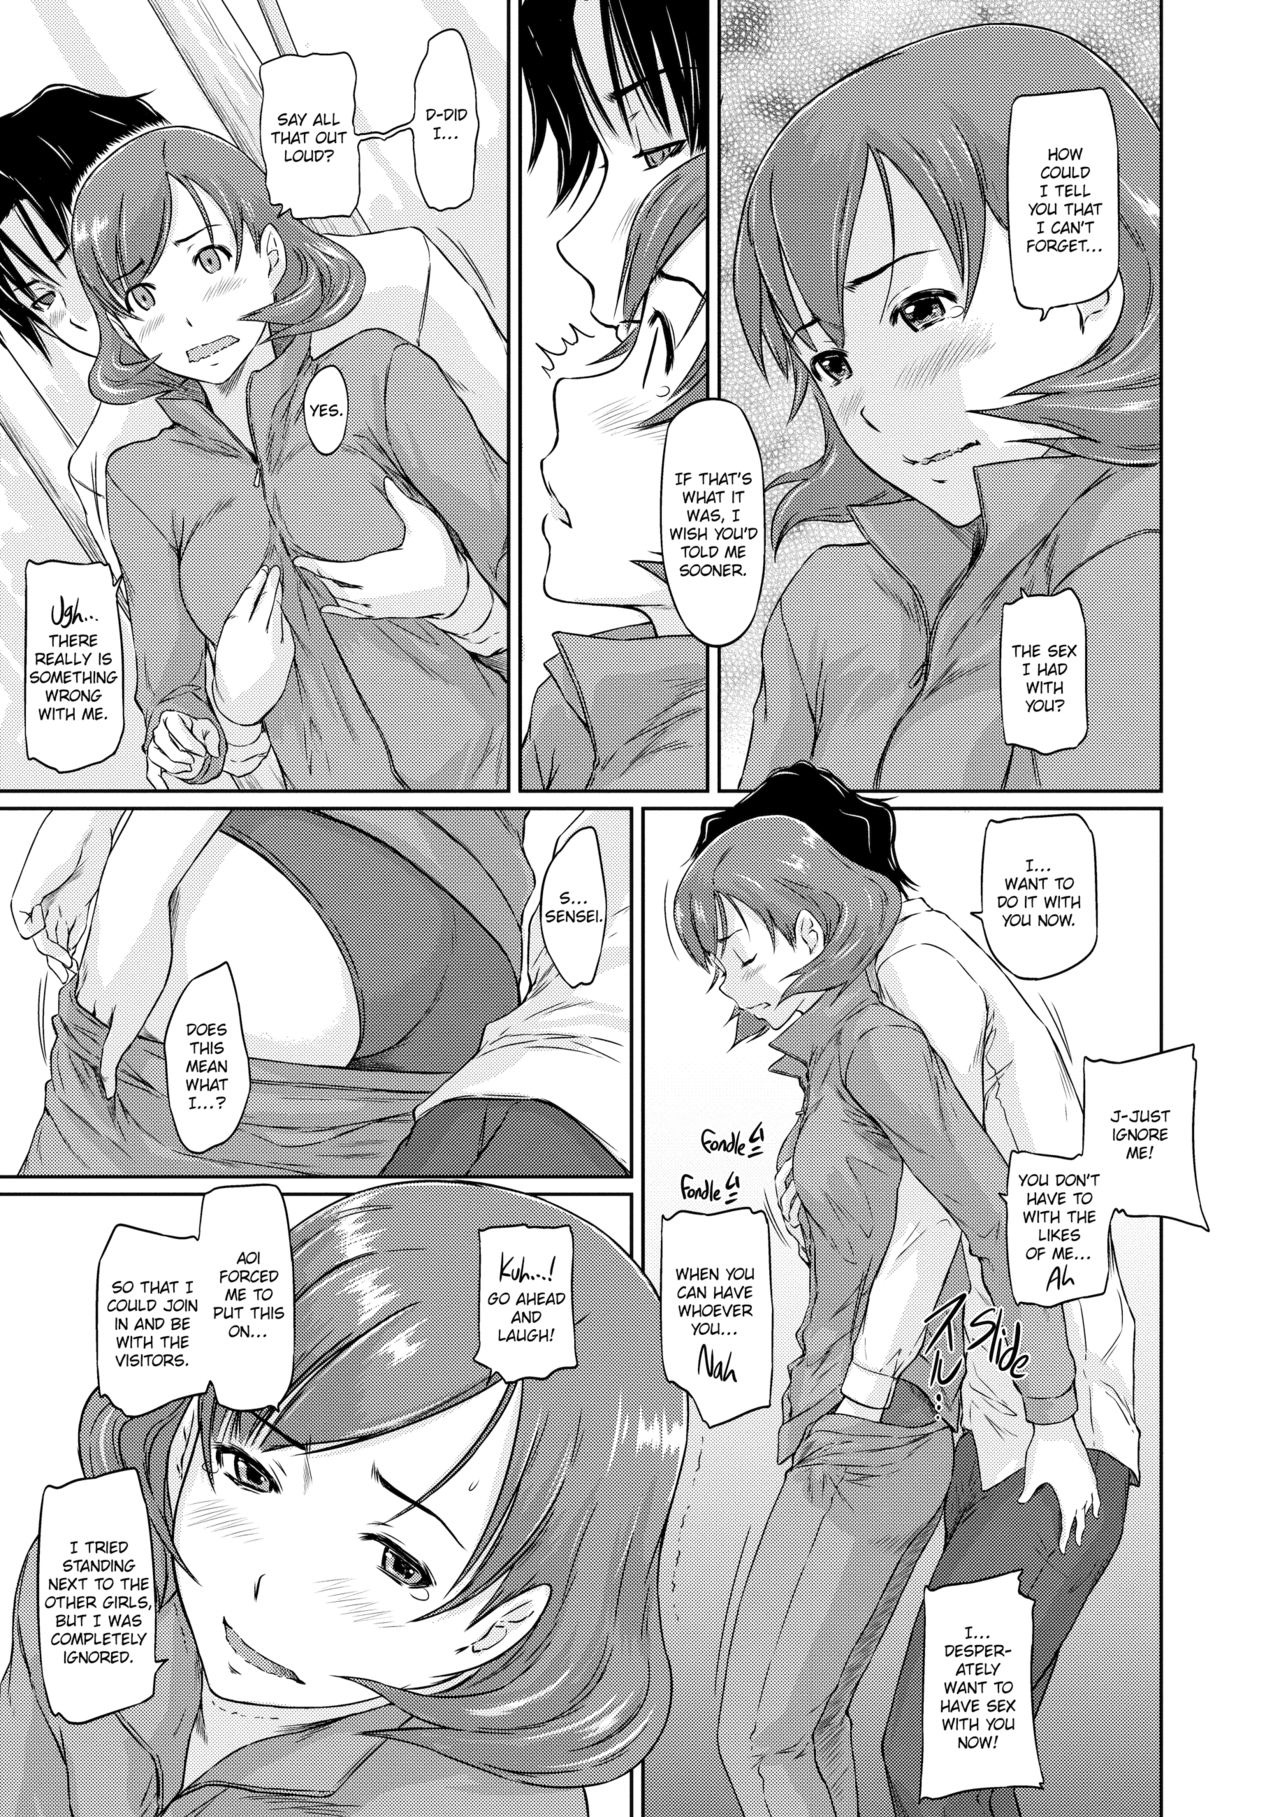 HOW
COULD
I TELL
YOU THAT
I CAN'T
FORGET...
THE SEX
I HAD
WITH
YOU?
IF THAT'S
WHAT IT
WAS, I
WISH YOU'D
TOLD ME
SOONER.
D-DID
I...
SAY ALL
THAT OUT
LOUD?
YES.
Ugh...
THERE
REALLY IS
SOMETHING
WRONG
WITH ME.
I...
WANT TO
DO IT WITH
YOU NOW.
J-JUST
IGNORE
ME!
YOU DON'T
HAVE TO
WITH THE
LIKES
OF ME...
Ah
fondle
fondle
WHEN YOU
CAN HAVE
WHOEVER
YOU...
Nah
スル...
Slide
I...
DESPER-
ATELY
WANT TO
HAVE SEX
WITH YOU
NOW!
S...
SENSEI.
DOES
THIS
MEAN
WHAT
I...?
Kuh...!
GO AHEAD
AND
LAUGH!
AOI
FORCED
ME TO
PUT THIS
ON...
SO THAT I
COULD JOIN
IN AND BE
WITH THE
VISITORS.
I TRIED
STANDING
NEXT TO THE
OTHER GIRLS,
BUT I WAS
COMPLETELY
IGNORED.